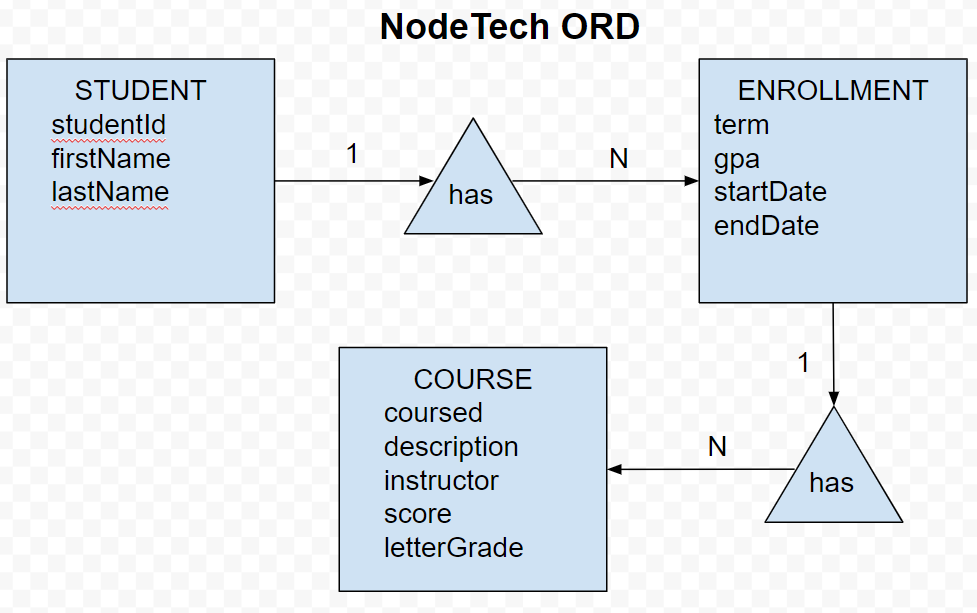 NodeTech ORD
STUDENT
studentId
firstName
lastName
1
has
N
ENROLLMENT
term
gpa
startDate
endDate
1
has
N
COURSE
coursed
description
instructor
score
letterGrade